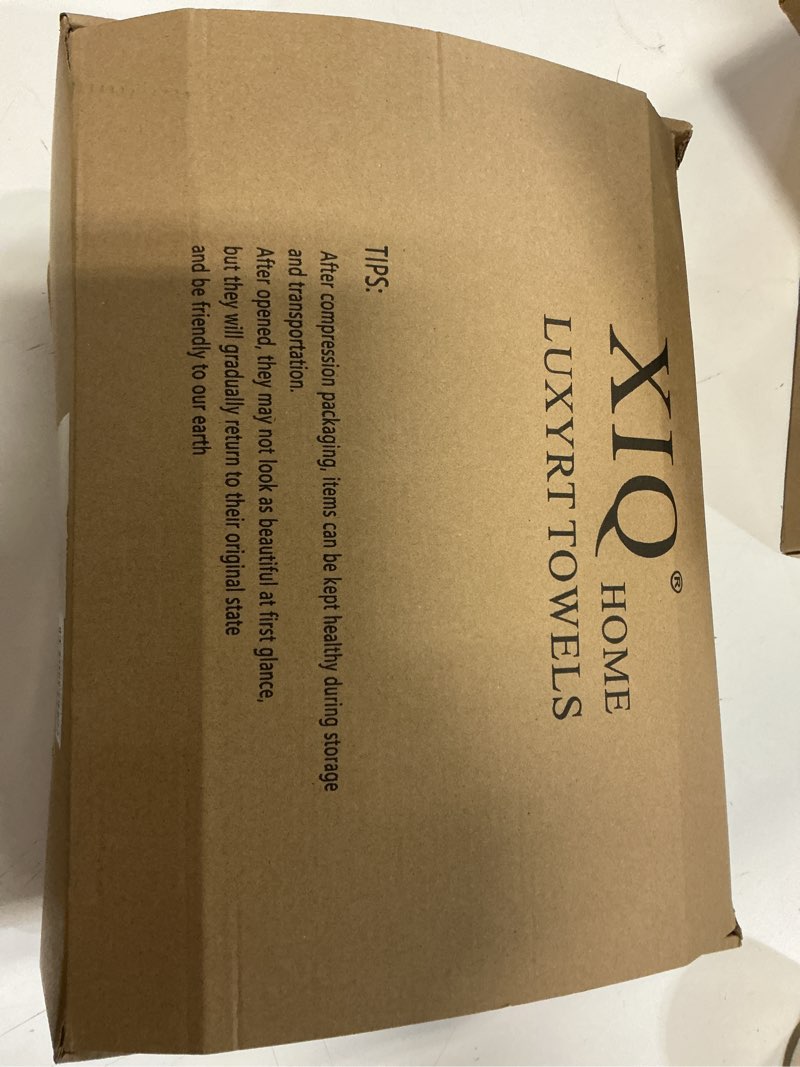 XIQ® HOME
LUXYRT TOWELS
TIPS:
After compression packaging, items can be kept healthy during storage
and transportation.
After opened, they may not look as beautiful at first glance,
but they will gradually return to their original state
and be friendly to our earth